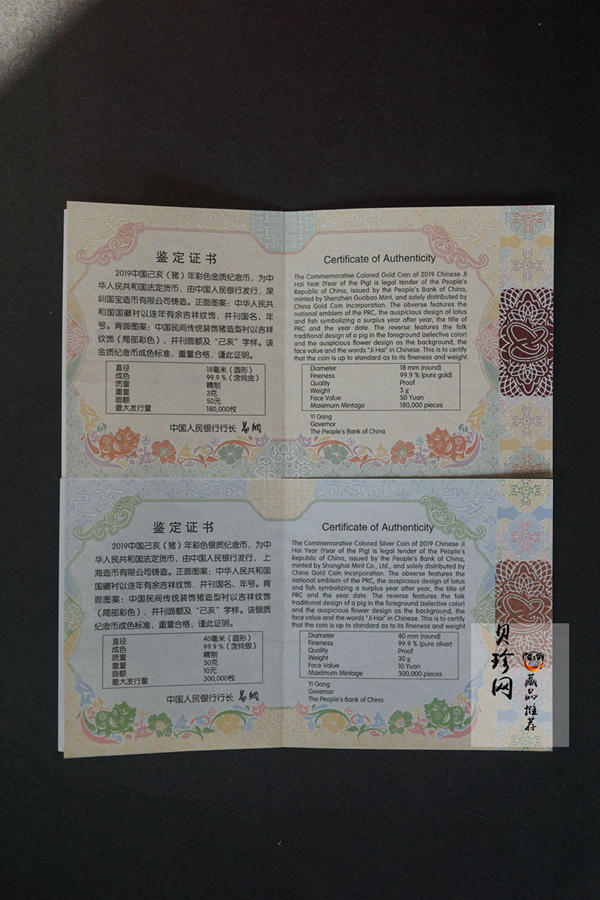 鉴定证书
2019中国己亥（猪）年彩色金质纪念币，为中
华人民共和国法定货币，由中国人民银行发行，深
圳国宝造币有限公司铸造。正面图案：中华人民共和
国国徽衬以连年有余吉祥纹饰，并刊国名、年
号。背面图案：中国民间传统装饰猪造型衬以吉祥
纹饰（局部彩色），并刊面额及“己亥”字样。该
金质纪念币成色标准，重量合格，谨此证明。
直径 18毫米（圆形）
成色 99.9％（含纯金）
质量 精制
重量 3克
面额 50元
最大发行量 180,000枚
中国人民银行行长 易纲
Certificate of Authenticity
The Commemorative Colored Gold Coin of 2019 Chinese Ji
Hai Year (Year of the Pig) is legal tender of the People's
Republic of China, issued by the People's Bank of China,
minted by Shenzhen Guobao Mint, and solely distributed by
China Gold Coin Incorporation. The obverse features the
national emblem of the PRC, the auspicious design of lotus
and fish symbolizing a surplus year after year, the title of
PRC and the year date. The reverse features the folk
traditional design of a pig in the foreground (selective color)
and the auspicious flower design as the background, the
face value and the words "Ji Hai" in Chinese. This is to certify
that the coin is up to standard as to its fineness and weight.
Diameter 18 mm (round)
Fineness 99.9 % (pure gold)
Quality Proof
Weight 3 g
Face Value 50 Yuan
Maximum Mintage 180,000 pieces
Yi Gang
Governor
The People's Bank of China
鉴定证书
2019中国己亥（猪）年彩色银质纪念币，为中
华人民共和国法定货币，由中国人民银行发行，上
海造币有限公司铸造。正面图案：中华人民共和国
国徽衬以连年有余吉祥纹饰，并刊国名、年号。背
面图案：中国民间传统装饰猪造型衬以吉祥纹饰
（局部彩色），并刊面额及“己亥”字样。该银质
纪念币成色标准，重量合格，谨此证明。
直径 40毫米（圆形）
成色 99.9％（含纯银）
质量 精制
重量 30克
面额 10元
最大发行量 300,000枚
中国人民银行行长 易纲
Certificate of Authenticity
The Commemorative Colored Silver Coin of 2019 Chinese Ji
Hai Year (Year of the Pig) is legal tender of the People's
Republic of China, issued by the People's Bank of China,
minted by Shanghai Mint Co., Ltd., and solely distributed by
China Gold Coin Incorporation. The obverse features the
national emblem of the PRC, the auspicious design of lotus
and fish symbolizing a surplus year after year, the title of
PRC and the year date. The reverse features the folk
traditional design of a pig in the foreground (selective color)
and the auspicious flower design as the background, the
face value and the words "Ji Hai" in Chinese. This is to certify
that the coin is up to standard as to its fineness and weight
Diameter 40 mm (round)
Fineness 99.9 % (pure silver)
Quality Proof
Weight 30 g
Face Value 10 Yuan
Maximum Mintage 300,000 pieces
Yi Gang
Governor
The People's Bank of China
贝珍网
藏品推荐